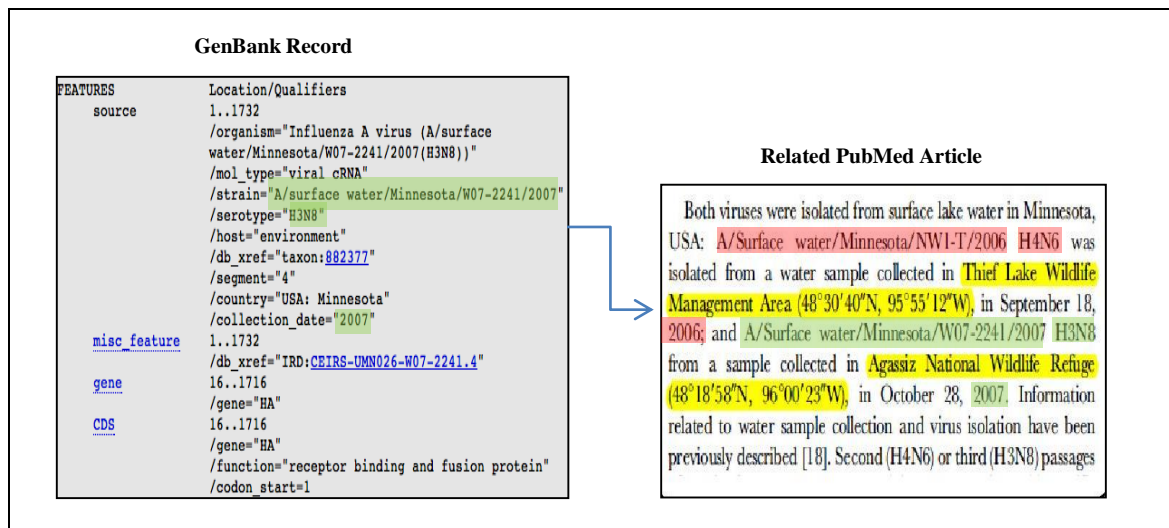 GenBank Record
FEATURES Location/Qualifiers
source 1..1732
/organism="Influenza A virus (A/surface
water/Minnesota/W07-2241/2007(H3N8))"
/mol_type="viral cRNA"
/strain="A/surface water/Minnesota/W07-2241/2007"
/serotype="H3N8"
/host="environment"
/db_xref="taxon:882377"
/segment="4"
/country="USA: Minnesota"
/collection_date="2007"
misc_feature 1..1732
/db_xref="IRD:CEIRS-UMN026-W07-2241.4"
gene 16..1716
/gene="HA"
CDS 16..1716
/gene="HA"
/function="receptor binding and fusion protein"
/codon_start=1
Related PubMed Article
Both viruses were isolated from surface lake water in Minnesota,
USA: A/Surface water/Minnesota/NW1-T/2006 H4N6 was
isolated from a water sample collected in Thief Lake Wildlife
Management Area (48°30′40″N, 95°55′12″W), in September 18,
2006; and A/Surface water/Minnesota/W07-2241/2007 H3N8
from a sample collected in Agassiz National Wildlife Refuge
(48°18′58″N, 96°00′23″W), in October 28, 2007. Information
related to water sample collection and virus isolation have been
previously described [18]. Second (H4N6) or third (H3N8) passages